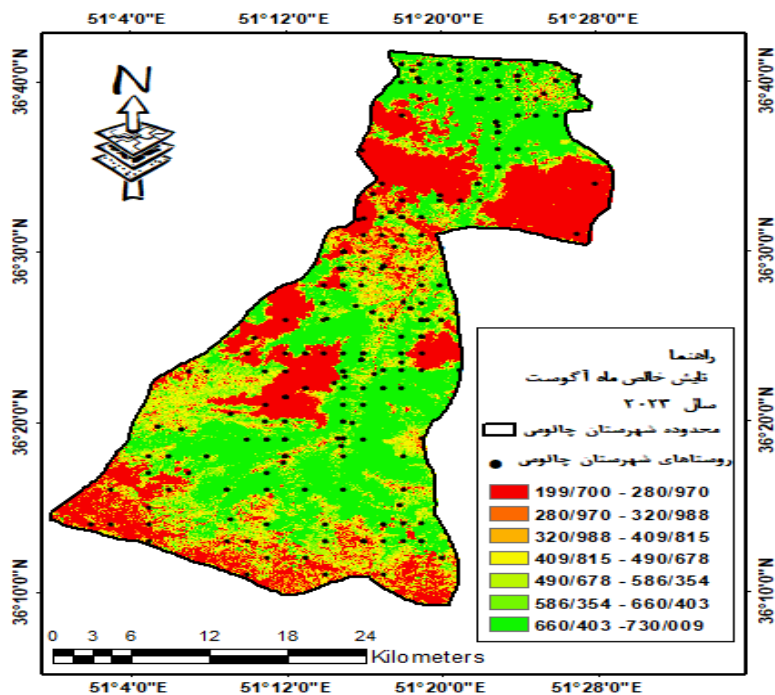 51°4'0"E 51°12'0"E 51°20'0"E 51°28'0"E
36°40'0"N
36°30'0"N
36°20'0"N
36°10'0"N
N
36°40'0"N
36°30'0"N
36°20'0"N
36°10'0"N
راهنما
تابش خالص ماه آگوست
سال ۲۰۲۳
محدوده شهرستان چالوس
روستاهای شهرستان چالوس
199/700 - 280/970
280/970 - 320/988
320/988 - 409/815
409/815 - 490/678
490/678 - 586/354
586/354 - 660/403
660/403 -730/009
0 3 6 12 18 24
Kilometers
51°4'0"E 51°12'0"E 51°20'0"E 51°28'0"E